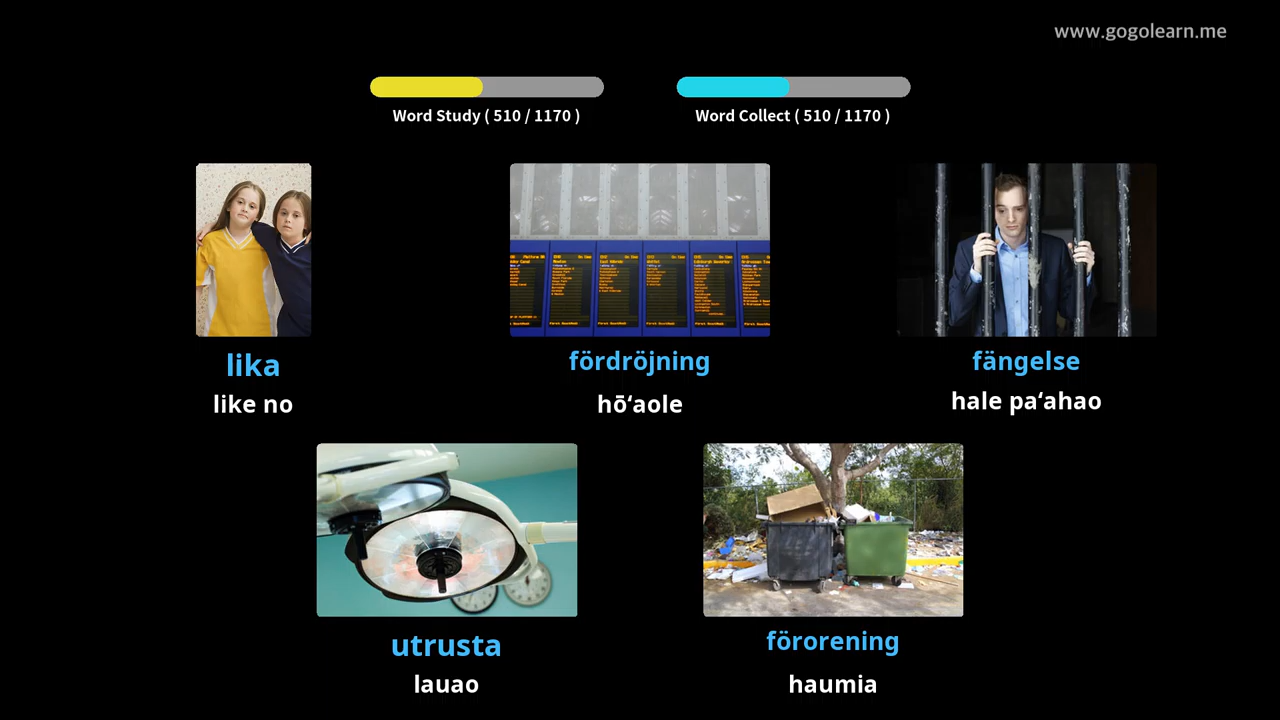 www.gogolearn.me
Word Study ( 510 / 1170 )
Word Collect ( 510 / 1170 )
lika
fördröjning
fängelse
like no
hōʻaole
hale paʻahao
utrusta
förorening
lauao
haumia